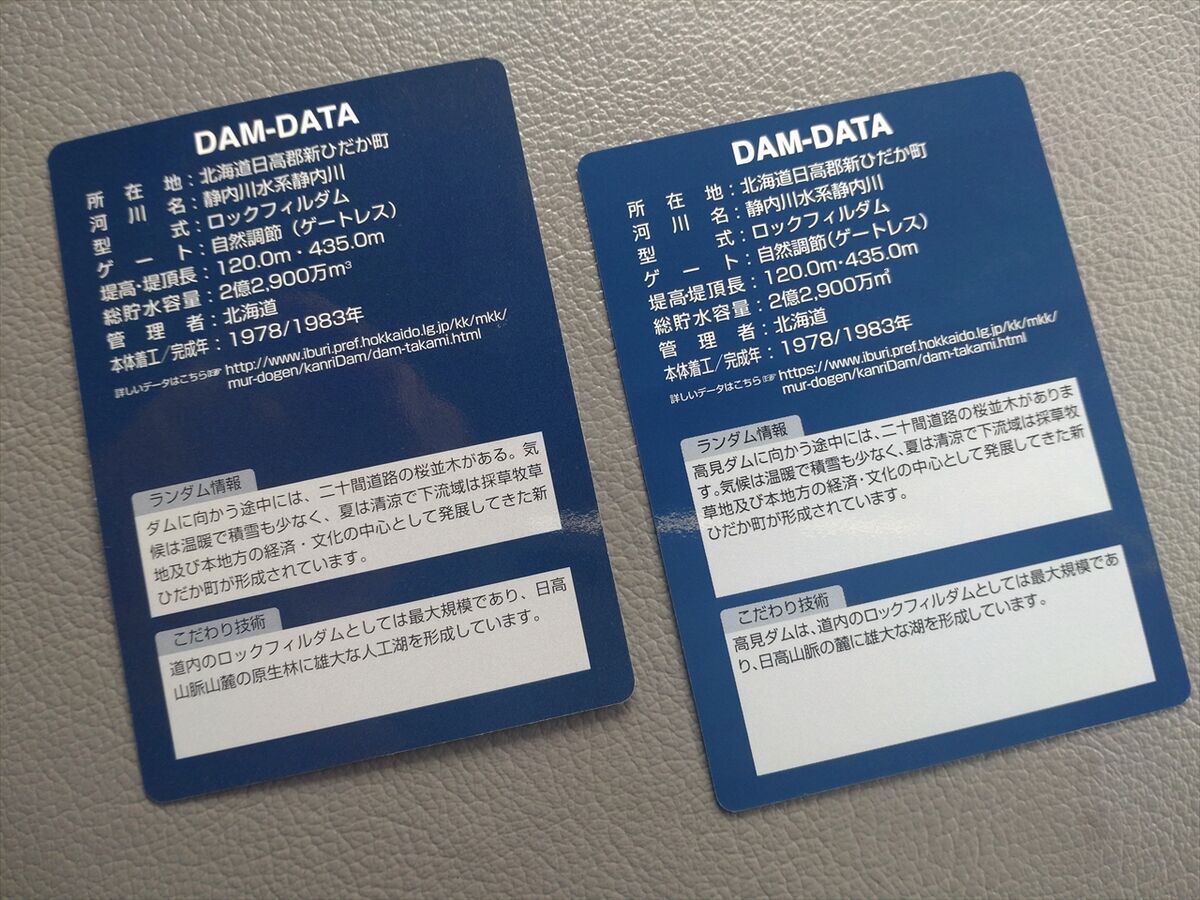 DAM-DATA
所在地：北海道日高郡新ひだか町
河川名：静内川水系静内川
型式：ロックフィルダム
ゲート：自然調節（ゲートレス）
堤高・堤頂長：120.0m・435.0m
総貯水容量：2億2,900万m³
管理者：北海道
本体着工／完成年：1978/1983年
詳しいデータはこちら☞ http://www.iburi.pref.hokkaido.lg.jp/kk/mkk/
mur-dogen/kanriDam/dam-takami.html
ランダム情報
ダムに向かう途中には、二十間道路の桜並木がある。気
候は温暖で積雪も少なく、夏は清涼で下流域は採草牧草
地及び本地方の経済・文化の中心として発展してきた新
ひだか町が形成されています。
こだわり技術
道内のロックフィルダムとしては最大規模であり、日高
山脈山麓の原生林に雄大な人工湖を形成しています。
DAM-DATA
所在地：北海道日高郡新ひだか町
河川名：静内川水系静内川
型式：ロックフィルダム
ゲート：自然調節(ゲートレス)
堤高・堤頂長：120.0m・435.0m
総貯水容量：2億2,900万㎥
管理者：北海道
本体着工／完成年：1978/1983年
詳しいデータはこちら☞ https://www.iburi.pref.hokkaido.lg.jp/kk/mkk/
mur-dogen/kanriDam/dam-takami.html
ランダム情報
高見ダムに向かう途中には、二十間道路の桜並木がありま
す。気候は温暖で積雪も少なく、夏は清涼で下流域は採草牧
草地及び本地方の経済・文化の中心として発展してきた新
ひだか町が形成されています。
こだわり技術
高見ダムは、道内のロックフィルダムとしては最大規模であ
り、日高山脈の麓に雄大な湖を形成しています。